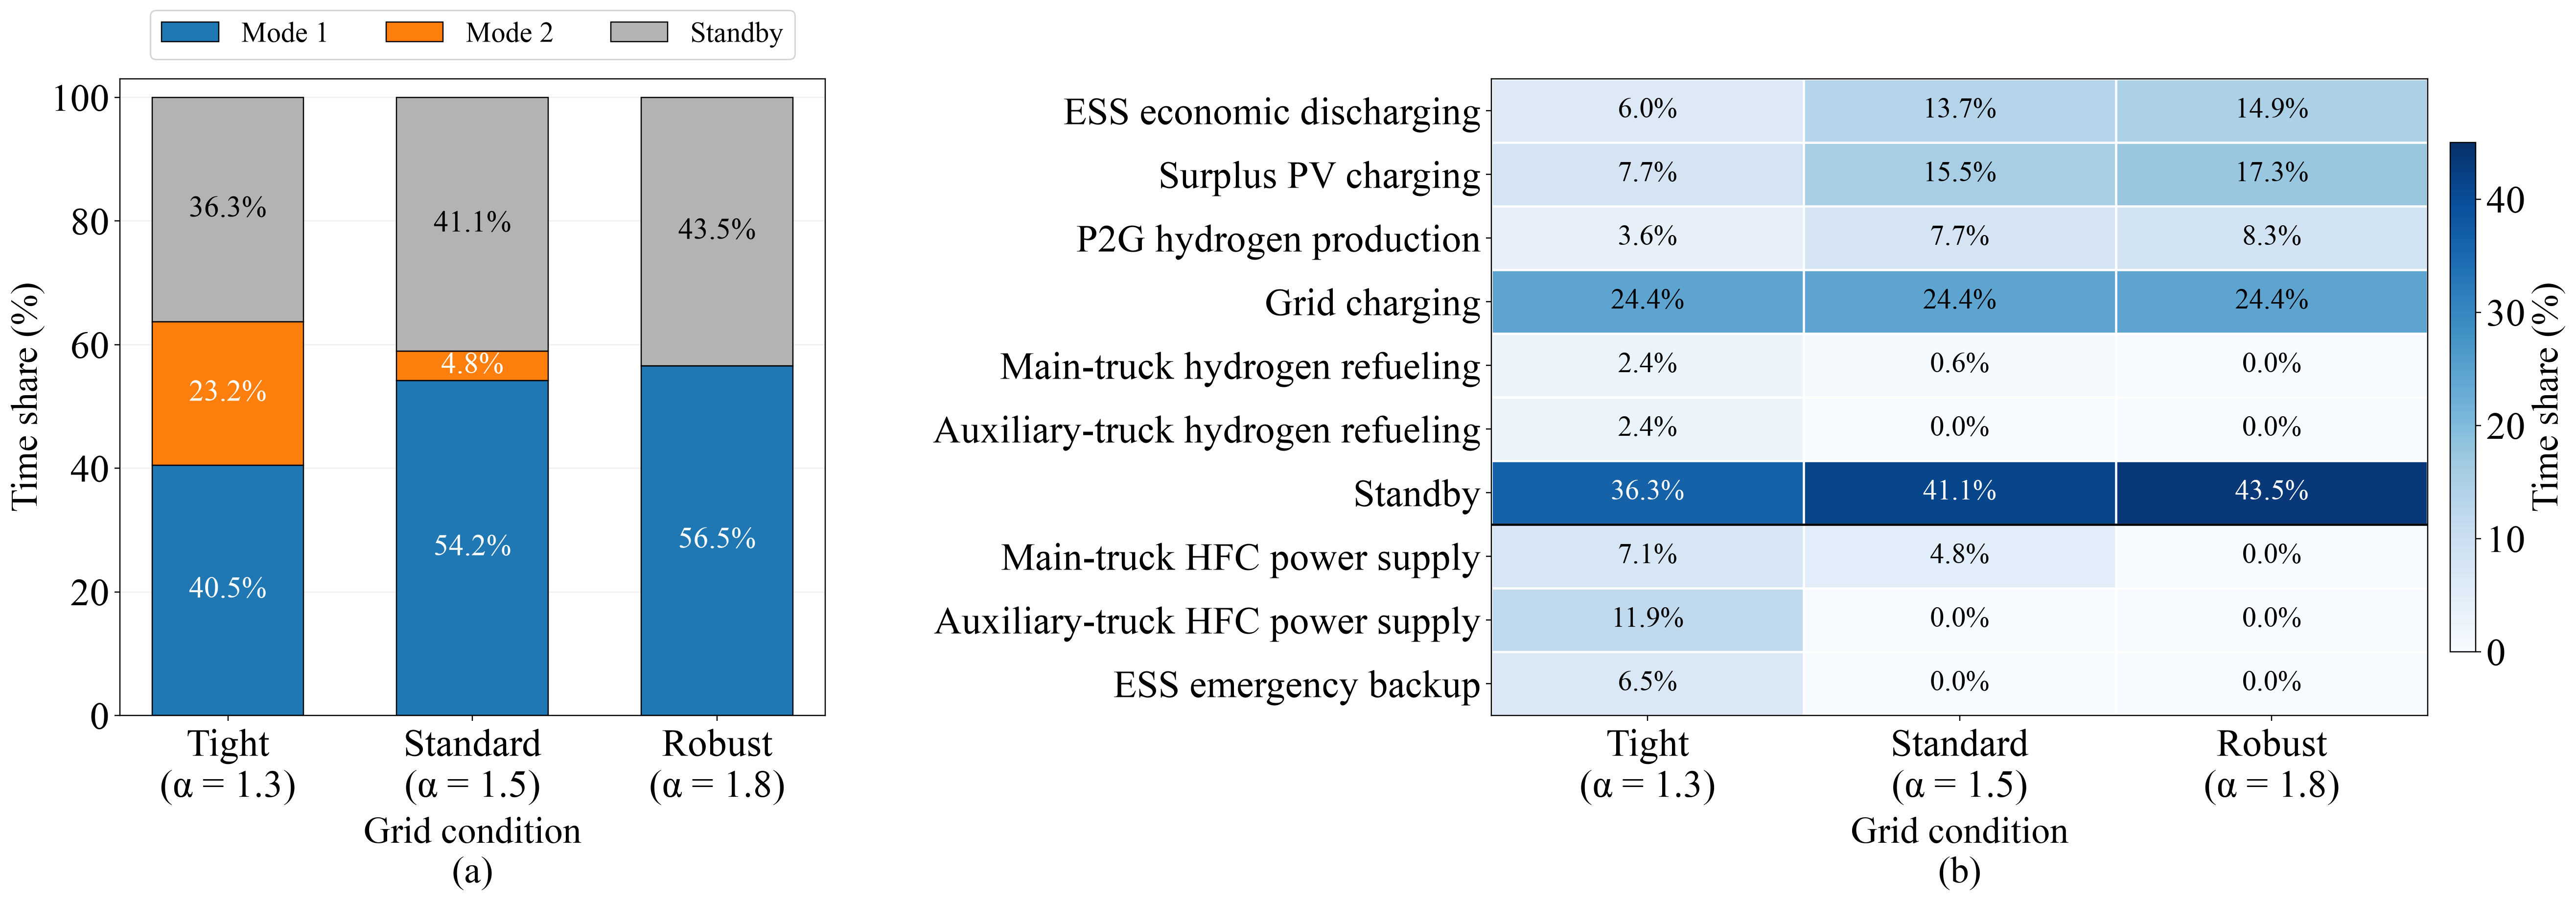 Mode 1 Mode 2 Standby
Time share (%)
100
80
60
40
20
0
36.3%
23.2%
40.5%
41.1%
4.8%
54.2%
43.5%
56.5%
Tight Standard Robust
(α = 1.3) (α = 1.5) (α = 1.8)
Grid condition
(a)
ESS economic discharging 6.0% 13.7% 14.9%
Surplus PV charging 7.7% 15.5% 17.3%
P2G hydrogen production 3.6% 7.7% 8.3%
Grid charging 24.4% 24.4% 24.4%
Main-truck hydrogen refueling 2.4% 0.6% 0.0%
Auxiliary-truck hydrogen refueling 2.4% 0.0% 0.0%
Standby 36.3% 41.1% 43.5%
Main-truck HFC power supply 7.1% 4.8% 0.0%
Auxiliary-truck HFC power supply 11.9% 0.0% 0.0%
ESS emergency backup 6.5% 0.0% 0.0%
Tight Standard Robust
(α = 1.3) (α = 1.5) (α = 1.8)
Grid condition
(b)
40
30
20
10
0
Time share (%)